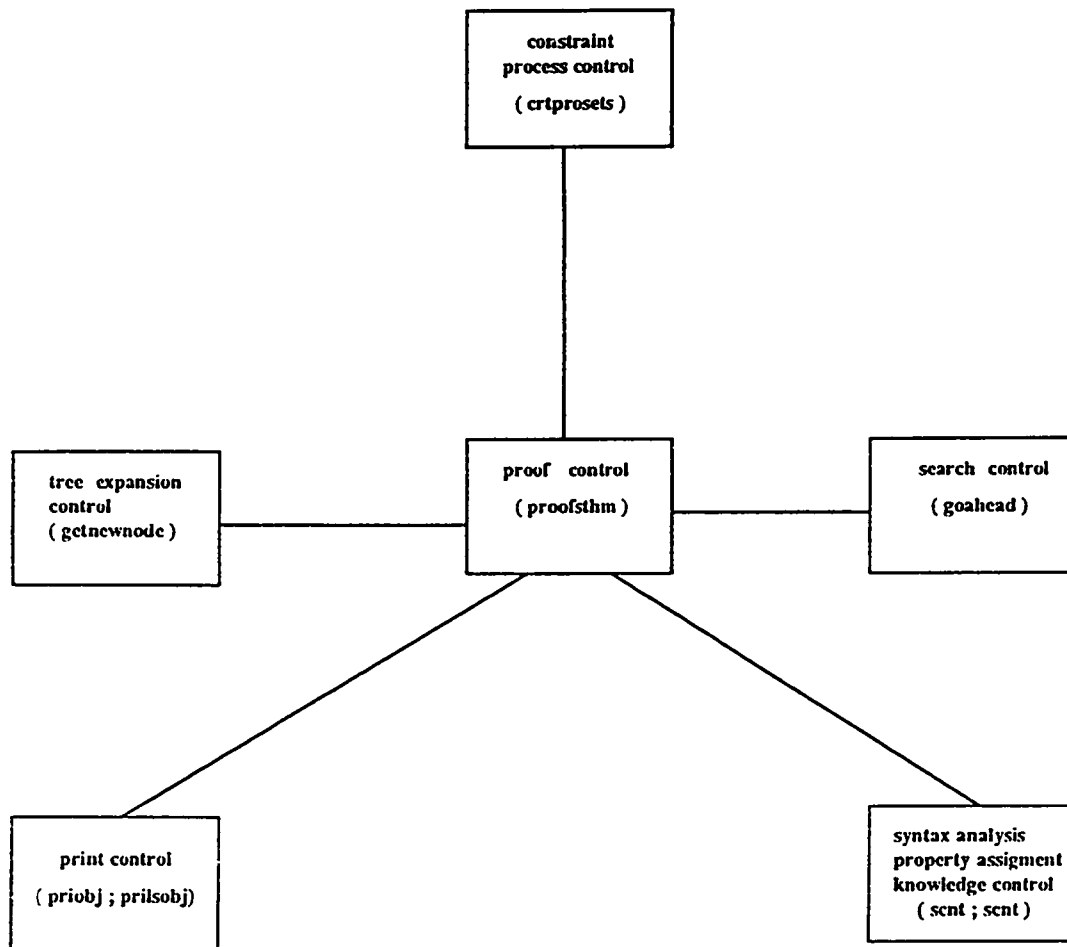 constraint
process control
( crtprosets )
tree expansion
control
( getnewnode )
proof control
( proofsthm )
search control
( goahead )
print control
( priobj ; prilsobj)
syntax analysis
property assigment
knowledge control
( sent ; sent )